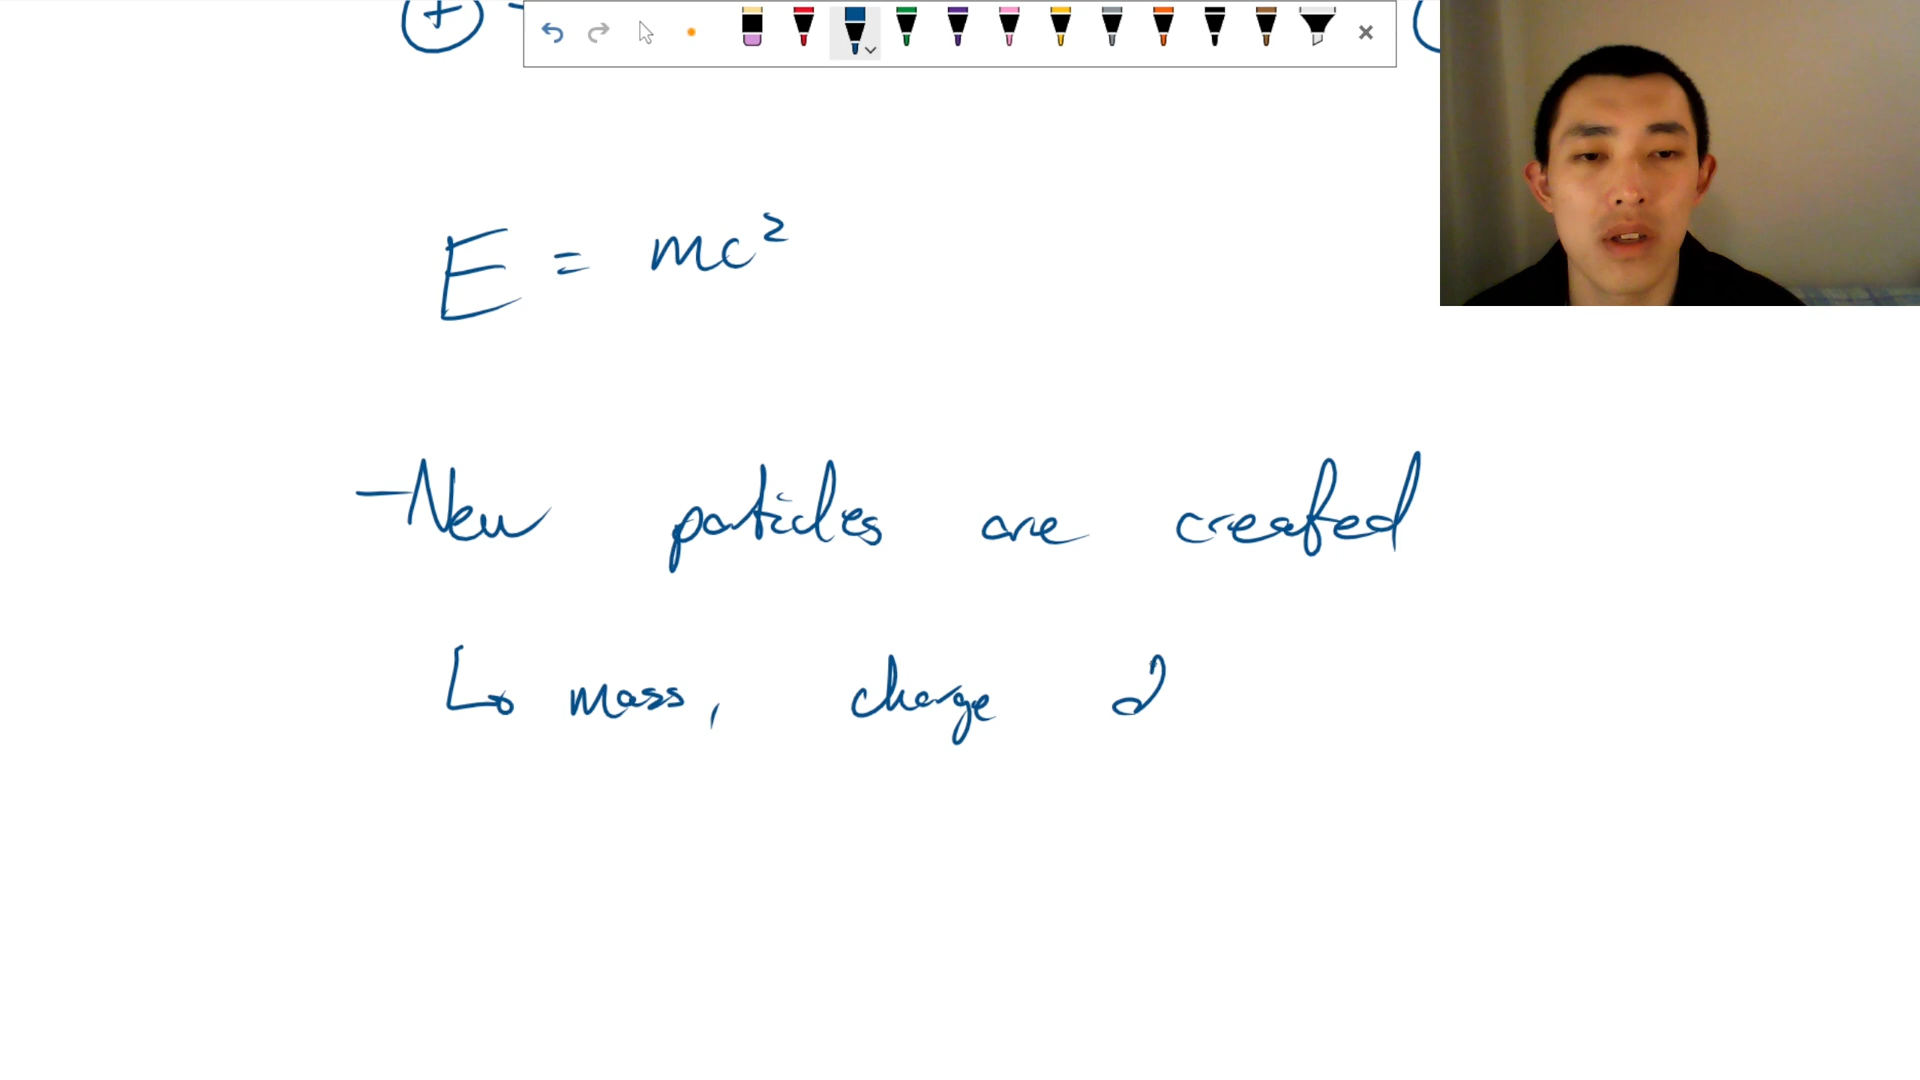 + -
E = mc²
- New particles are created
↳ mass, charge